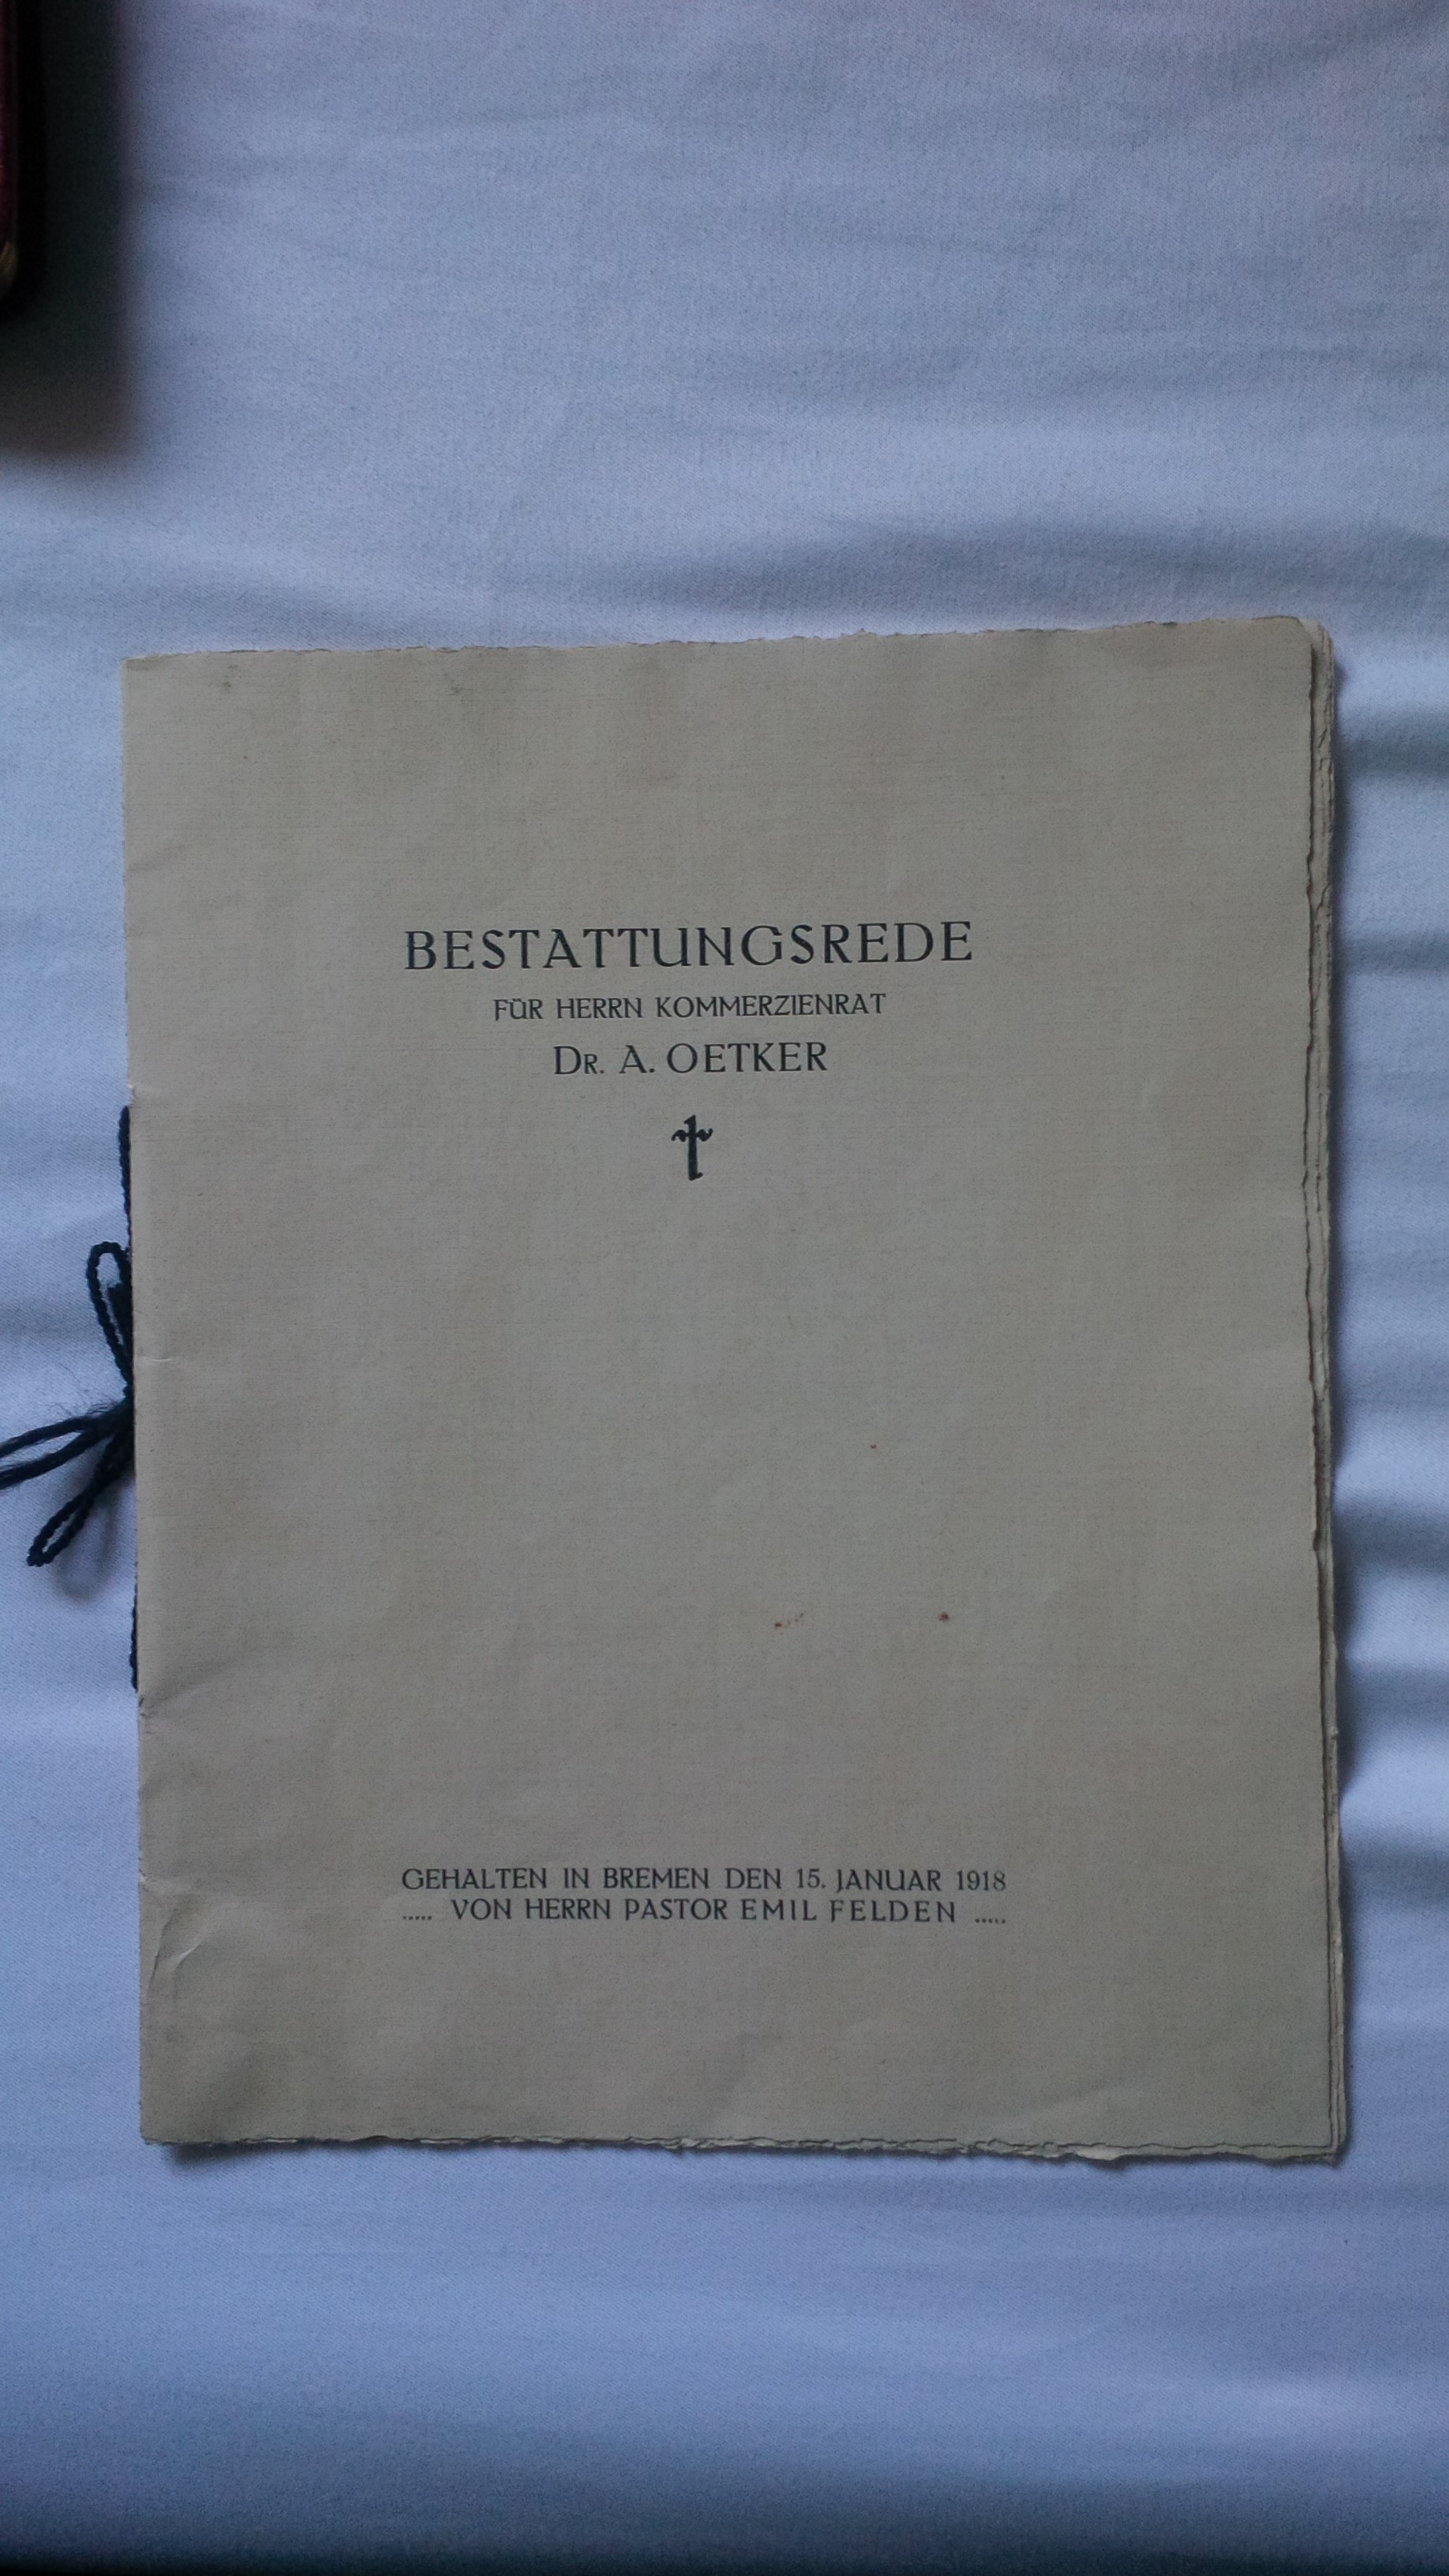 BESTATTUNGSREDE
FÜR HERRN KOMMERZIENRAT
DR. A. OETKER
†
GEHALTEN IN BREMEN DEN 15. JANUAR 1918
..... VON HERRN PASTOR EMIL FELDEN .....